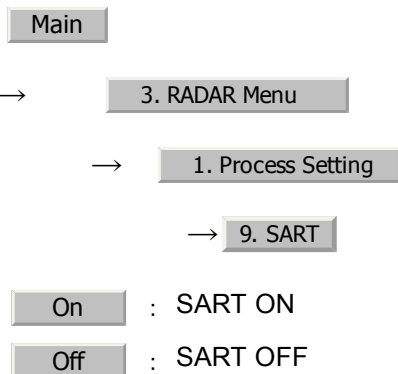 Main
→ 3. RADAR Menu
→ 1. Process Setting
→ 9. SART
On : SART ON
Off : SART OFF